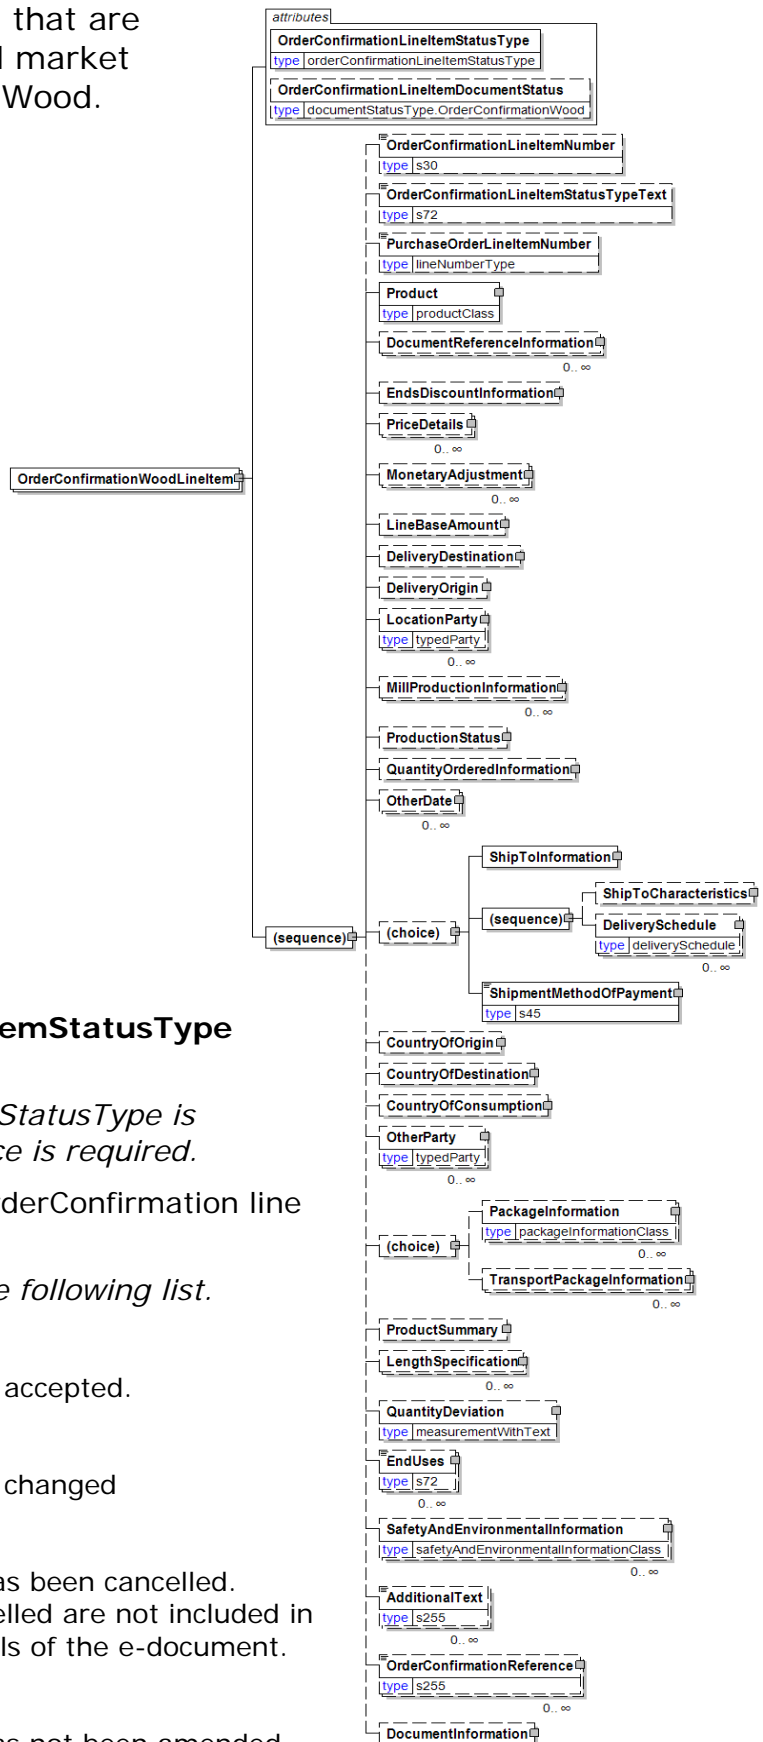 that are
market
Wood.
attributes
OrderConfirmationLineItemStatusType
type orderConfirmationLineItemStatusType
OrderConfirmationLineItemDocumentStatus
type documentStatusType.OrderConfirmationWood
OrderConfirmationLineItemNumber
type s30
OrderConfirmationLineItemStatusTypeText
type s72
PurchaseOrderLineItemNumber
type lineNumberType
Product
type productClass
DocumentReferenceInformation
0.. ∞
EndsDiscountInformation
PriceDetails
0.. ∞
OrderConfirmationWoodLineItem
MonetaryAdjustment
0.. ∞
LineBaseAmount
DeliveryDestination
DeliveryOrigin
LocationParty
type typedParty
0.. ∞
MillProductionInformation
0.. ∞
ProductionStatus
QuantityOrderedInformation
OtherDate
0.. ∞
ShipToInformation
(sequence)
(choice)
(sequence)
ShipToCharacteristics
DeliverySchedule
type deliverySchedule
0.. ∞
ShipmentMethodOfPayment
type s45
emStatusType
CountryOfOrigin
CountryOfDestination
StatusType is
CountryOfConsumption
ce is required.
OtherParty
type typedParty
0.. ∞
rderConfirmation line
PackageInformation
type packageInformationClass
0.. ∞
(choice)
TransportPackageInformation
0.. ∞
e following list.
ProductSummary
LengthSpecification
0.. ∞
accepted.
QuantityDeviation
type measurementWithText
EndUses
type s72
0.. ∞
changed
SafetyAndEnvironmentalInformation
type safetyAndEnvironmentalInformationClass
0.. ∞
as been cancelled.
elled are not included in
ls of the e-document.
AdditionalText
type s255
0.. ∞
OrderConfirmationReference
type s255
0.. ∞
DocumentInformation
as not been amended